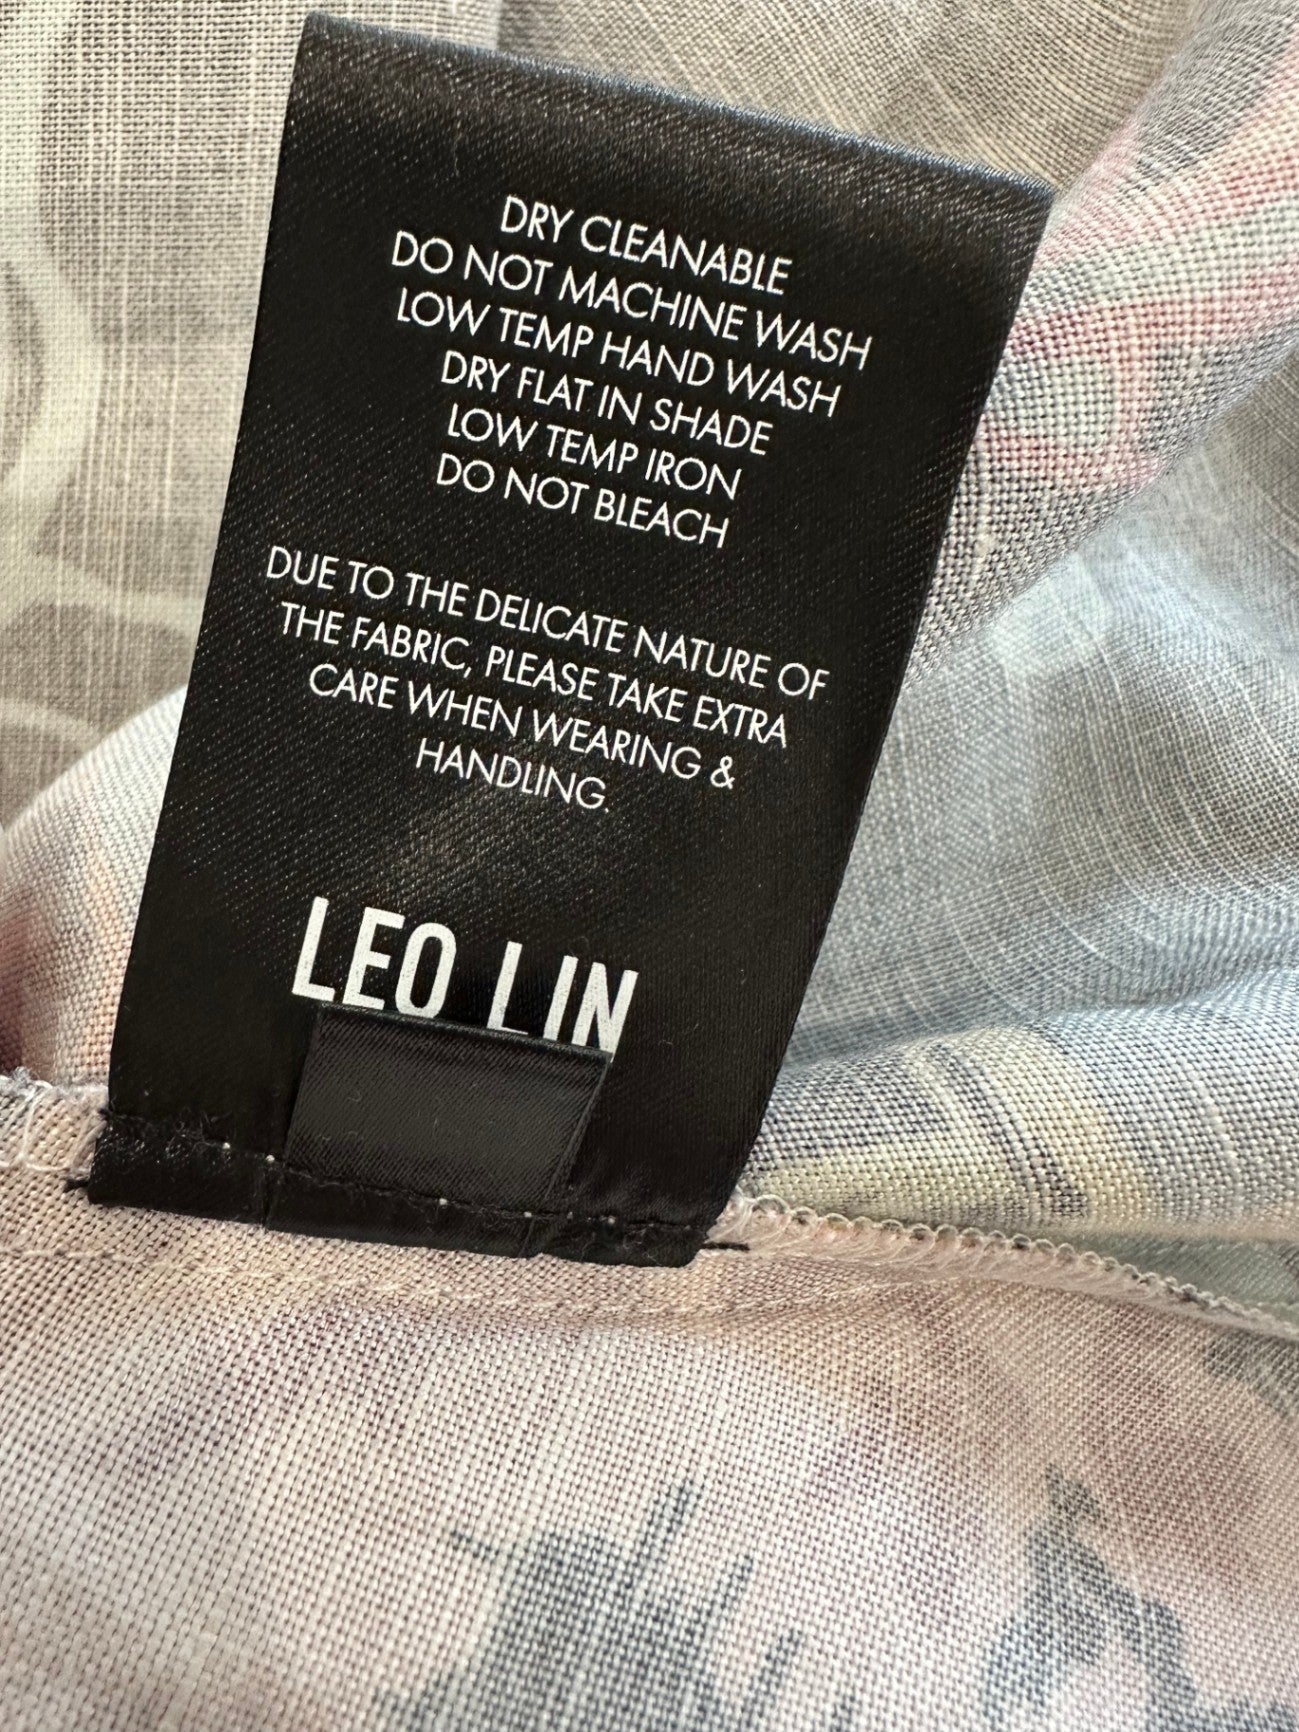 DRY CLEANABLE
DO NOT MACHINE WASH
LOW TEMP HAND WASH
DRY FLAT IN SHADE
LOW TEMP IRON
DO NOT BLEACH
DUE TO THE DELICATE NATURE OF
THE FABRIC, PLEASE TAKE EXTRA
CARE WHEN WEARING &
HANDLING.
LEO LIN